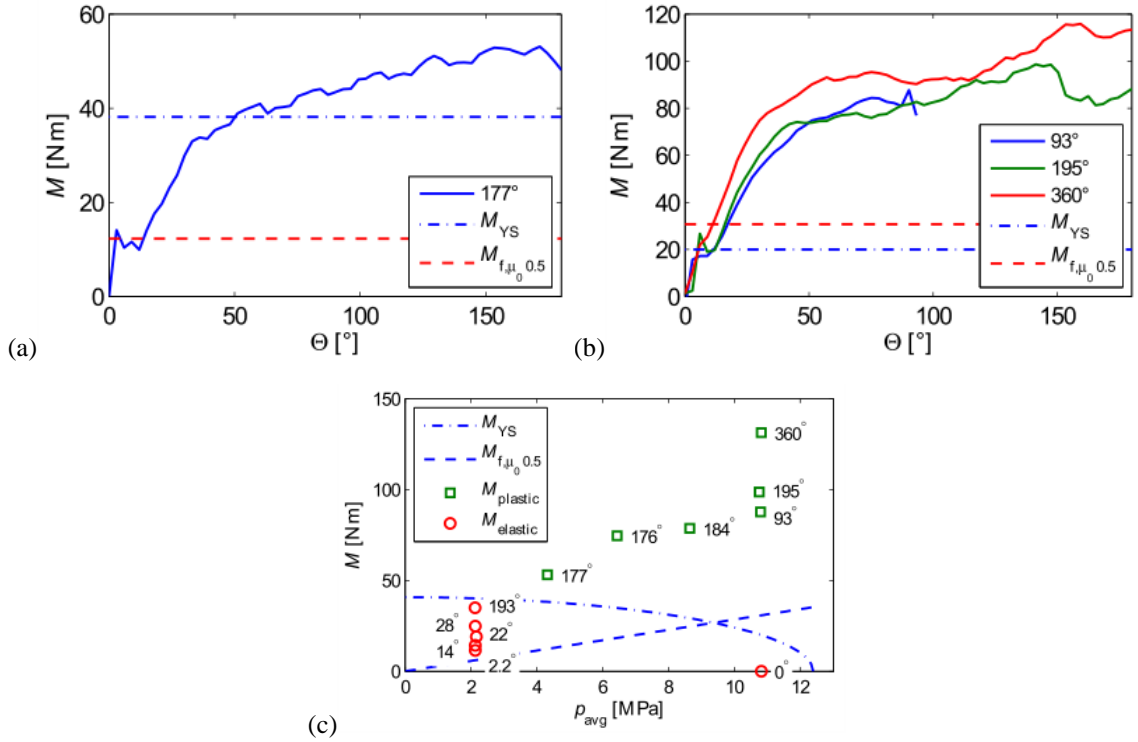 60
40
20
0
M [Nm]
177°
M_YS
M_f,μ₀ 0.5
0
50
100
150
Θ [°]
(a)
120
100
80
60
40
20
0
M [Nm]
93°
195°
360°
M_YS
M_f,μ₀ 0.5
0
50
100
150
Θ [°]
(b)
150
100
50
0
M [Nm]
M_YS
M_f,μ₀ 0.5
M_plastic
M_elastic
360°
195°
93°
184°
176°
177°
193°
28°
22°
14°
2.2°
0°
0
2
4
6
8
10
12
p_avg [MPa]
(c)